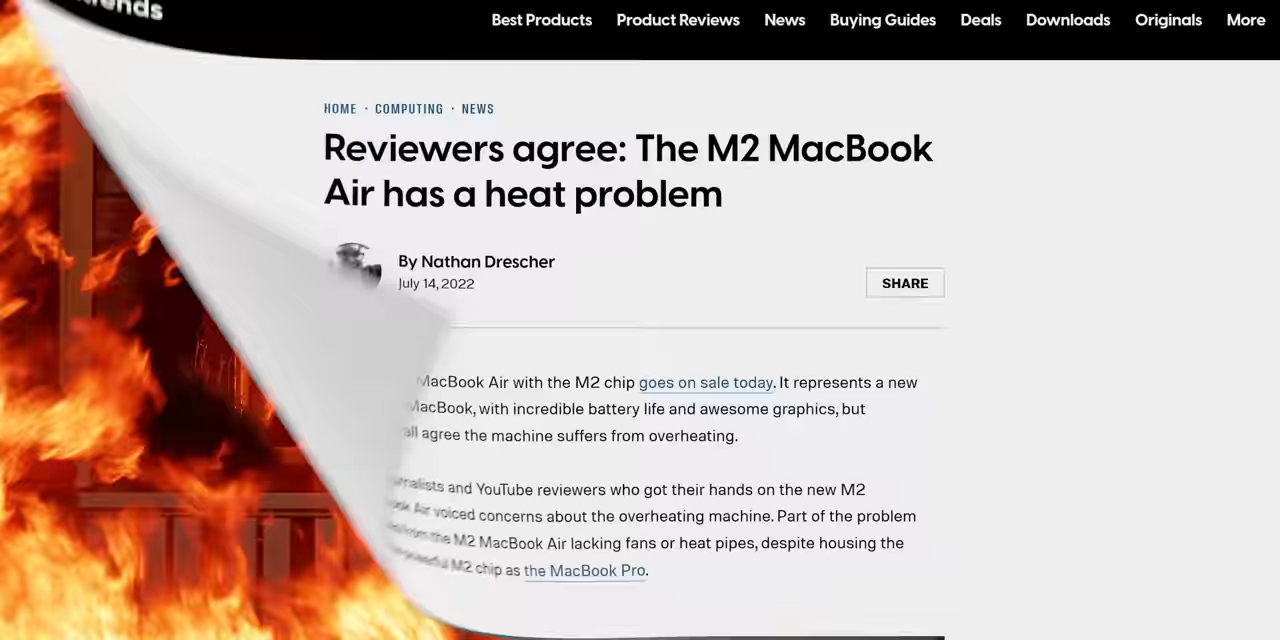 Best Products Product Reviews News Buying Guides Deals Downloads Originals More
HOME · COMPUTING · NEWS
Reviewers agree: The M2 MacBook
Air has a heat problem
By Nathan Drescher
July 14, 2022
SHARE
MacBook Air with the M2 chip goes on sale today. It represents a new
MacBook, with incredible battery life and awesome graphics, but
all agree the machine suffers from overheating.
and YouTube reviewers who got their hands on the new M2
Air voiced concerns about the overheating machine. Part of the problem
from the M2 MacBook Air lacking fans or heat pipes, despite housing the
M2 chip as the MacBook Pro.